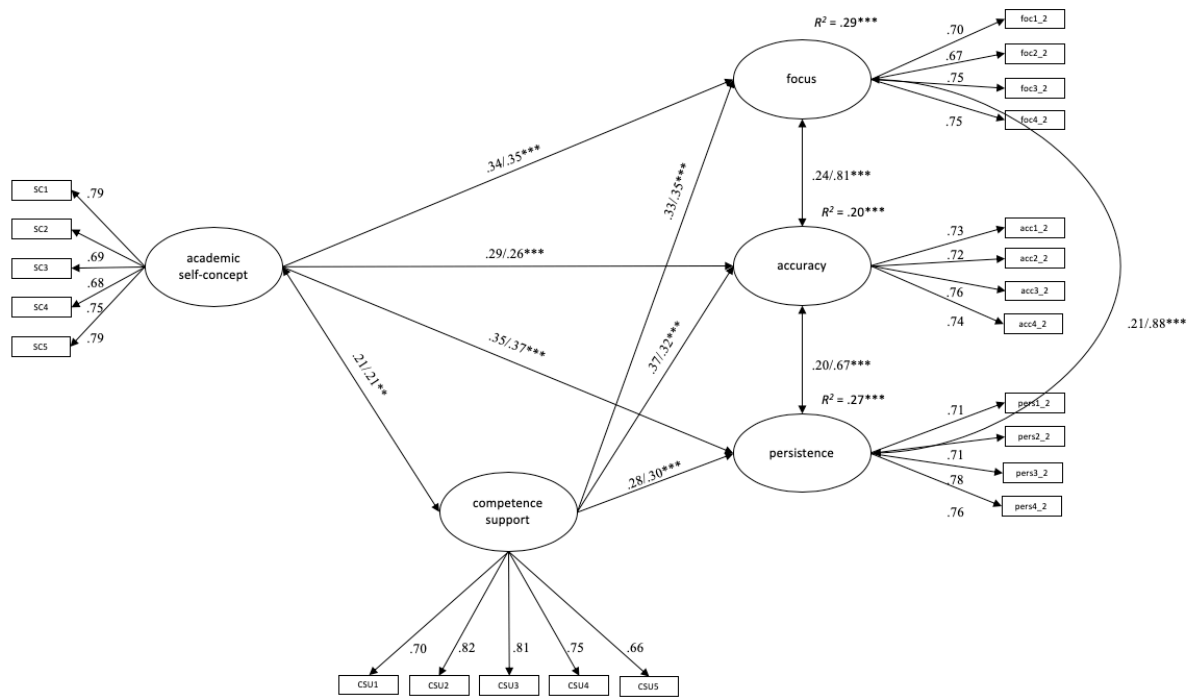 R² = .29***
focus
.70
.67
.75
.75
foc1_2
foc2_2
foc3_2
foc4_2
.34/.35***
.33/.35***
.24/.81***
R² = .20***
SC1
SC2
SC3
SC4
SC5
.79
.69
.68
.75
.79
academic
self-concept
.29/.26***
accuracy
.73
.72
.76
.74
acc1_2
acc2_2
acc3_2
acc4_2
.21/.88***
.35/.37***
.37/.32***
.20/.67***
R² = .27***
.21/.21**
persistence
.71
.71
.78
.76
pers1_2
pers2_2
pers3_2
pers4_2
.28/.30***
competence
support
.70
.82
.81
.75
.66
CSU1
CSU2
CSU3
CSU4
CSU5